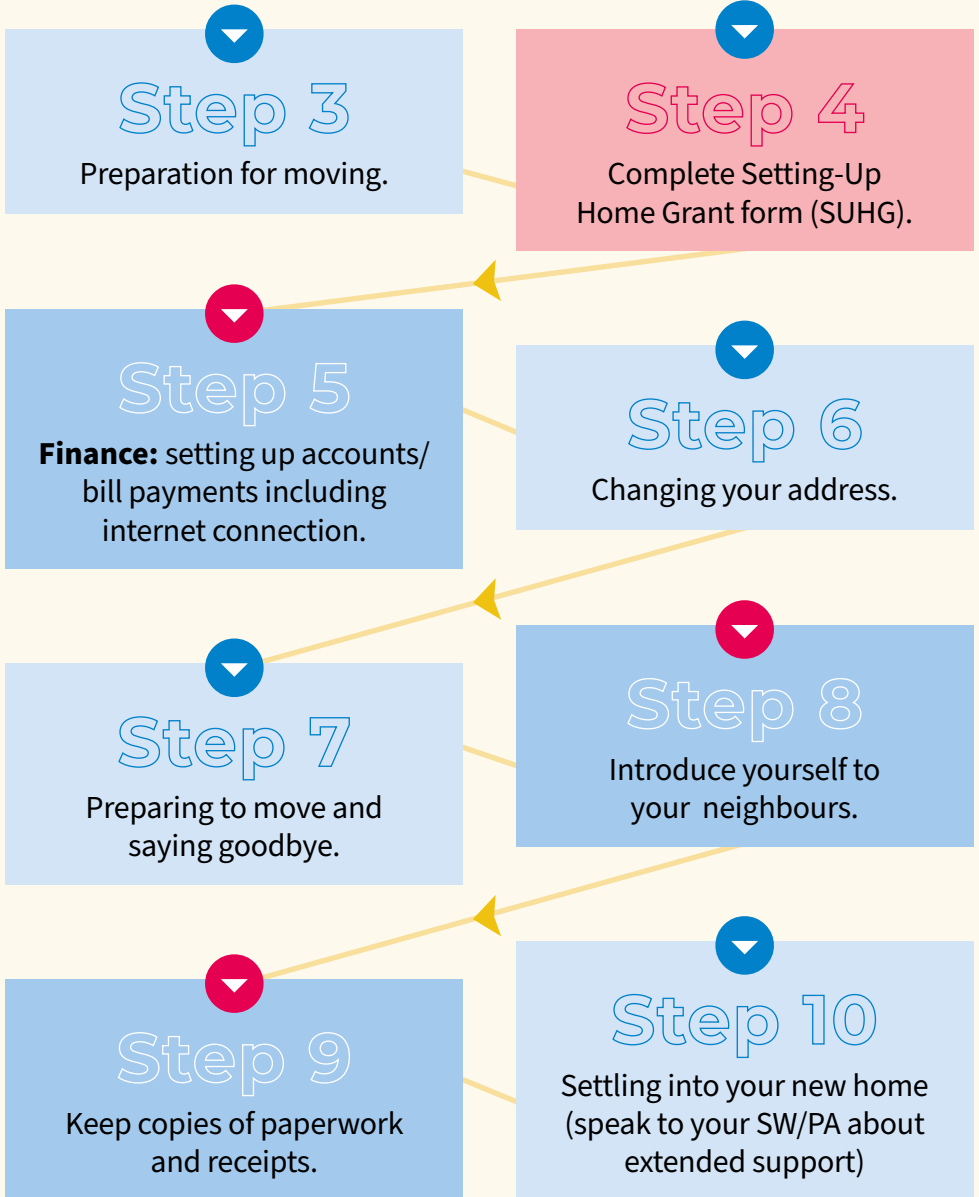 Step 3
Preparation for moving.
Step 4
Complete Setting-Up
Home Grant form (SUHG).
Step 5
Finance: setting up accounts/
bill payments including
internet connection.
Step 6
Changing your address.
Step 7
Preparing to move and
saying goodbye.
Step 8
Introduce yourself to
your  neighbours.
Step 9
Keep copies of paperwork
and receipts.
Step 10
Settling into your new home
(speak to your SW/PA about
extended support)